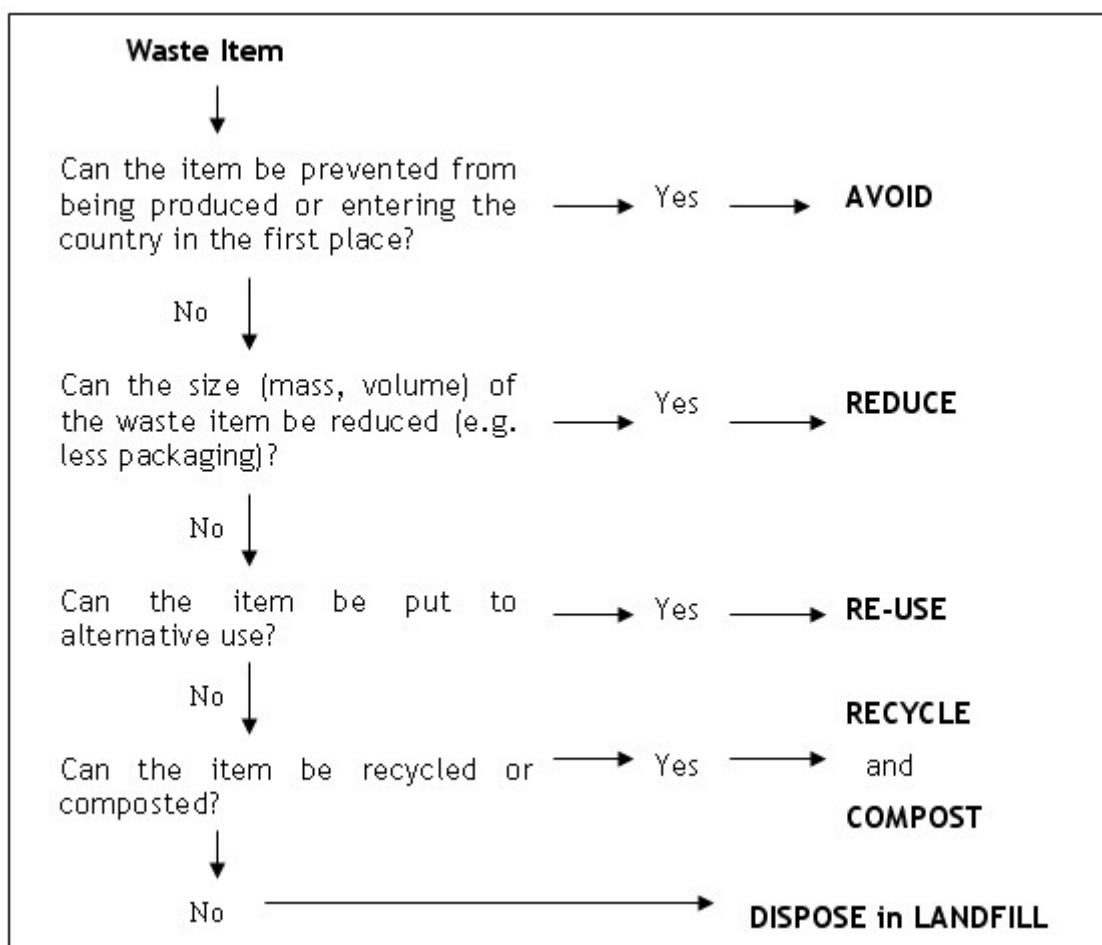 Waste Item
Can the item be prevented from
being produced or entering the
country in the first place?
Yes
AVOID
No
Can the size (mass, volume) of
the waste item be reduced (e.g.
less packaging)?
Yes
REDUCE
No
Can the item be put to
alternative use?
Yes
RE-USE
No
Can the item be recycled or
composted?
Yes
RECYCLE
and
COMPOST
No
DISPOSE in LANDFILL